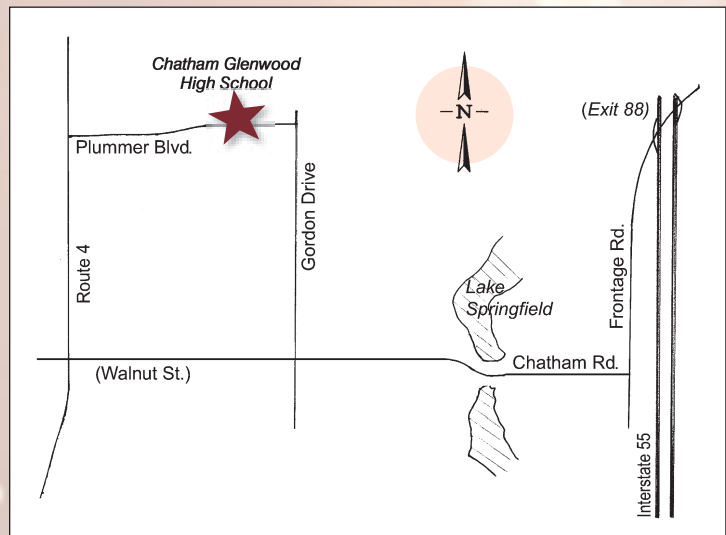 Chatham Glenwood
High School
(Exit 88)
N
Plummer Blvd.
Gordon Drive
Route 4
Frontage Rd.
Lake
Springfield
Chatham Rd.
(Walnut St.)
Interstate 55